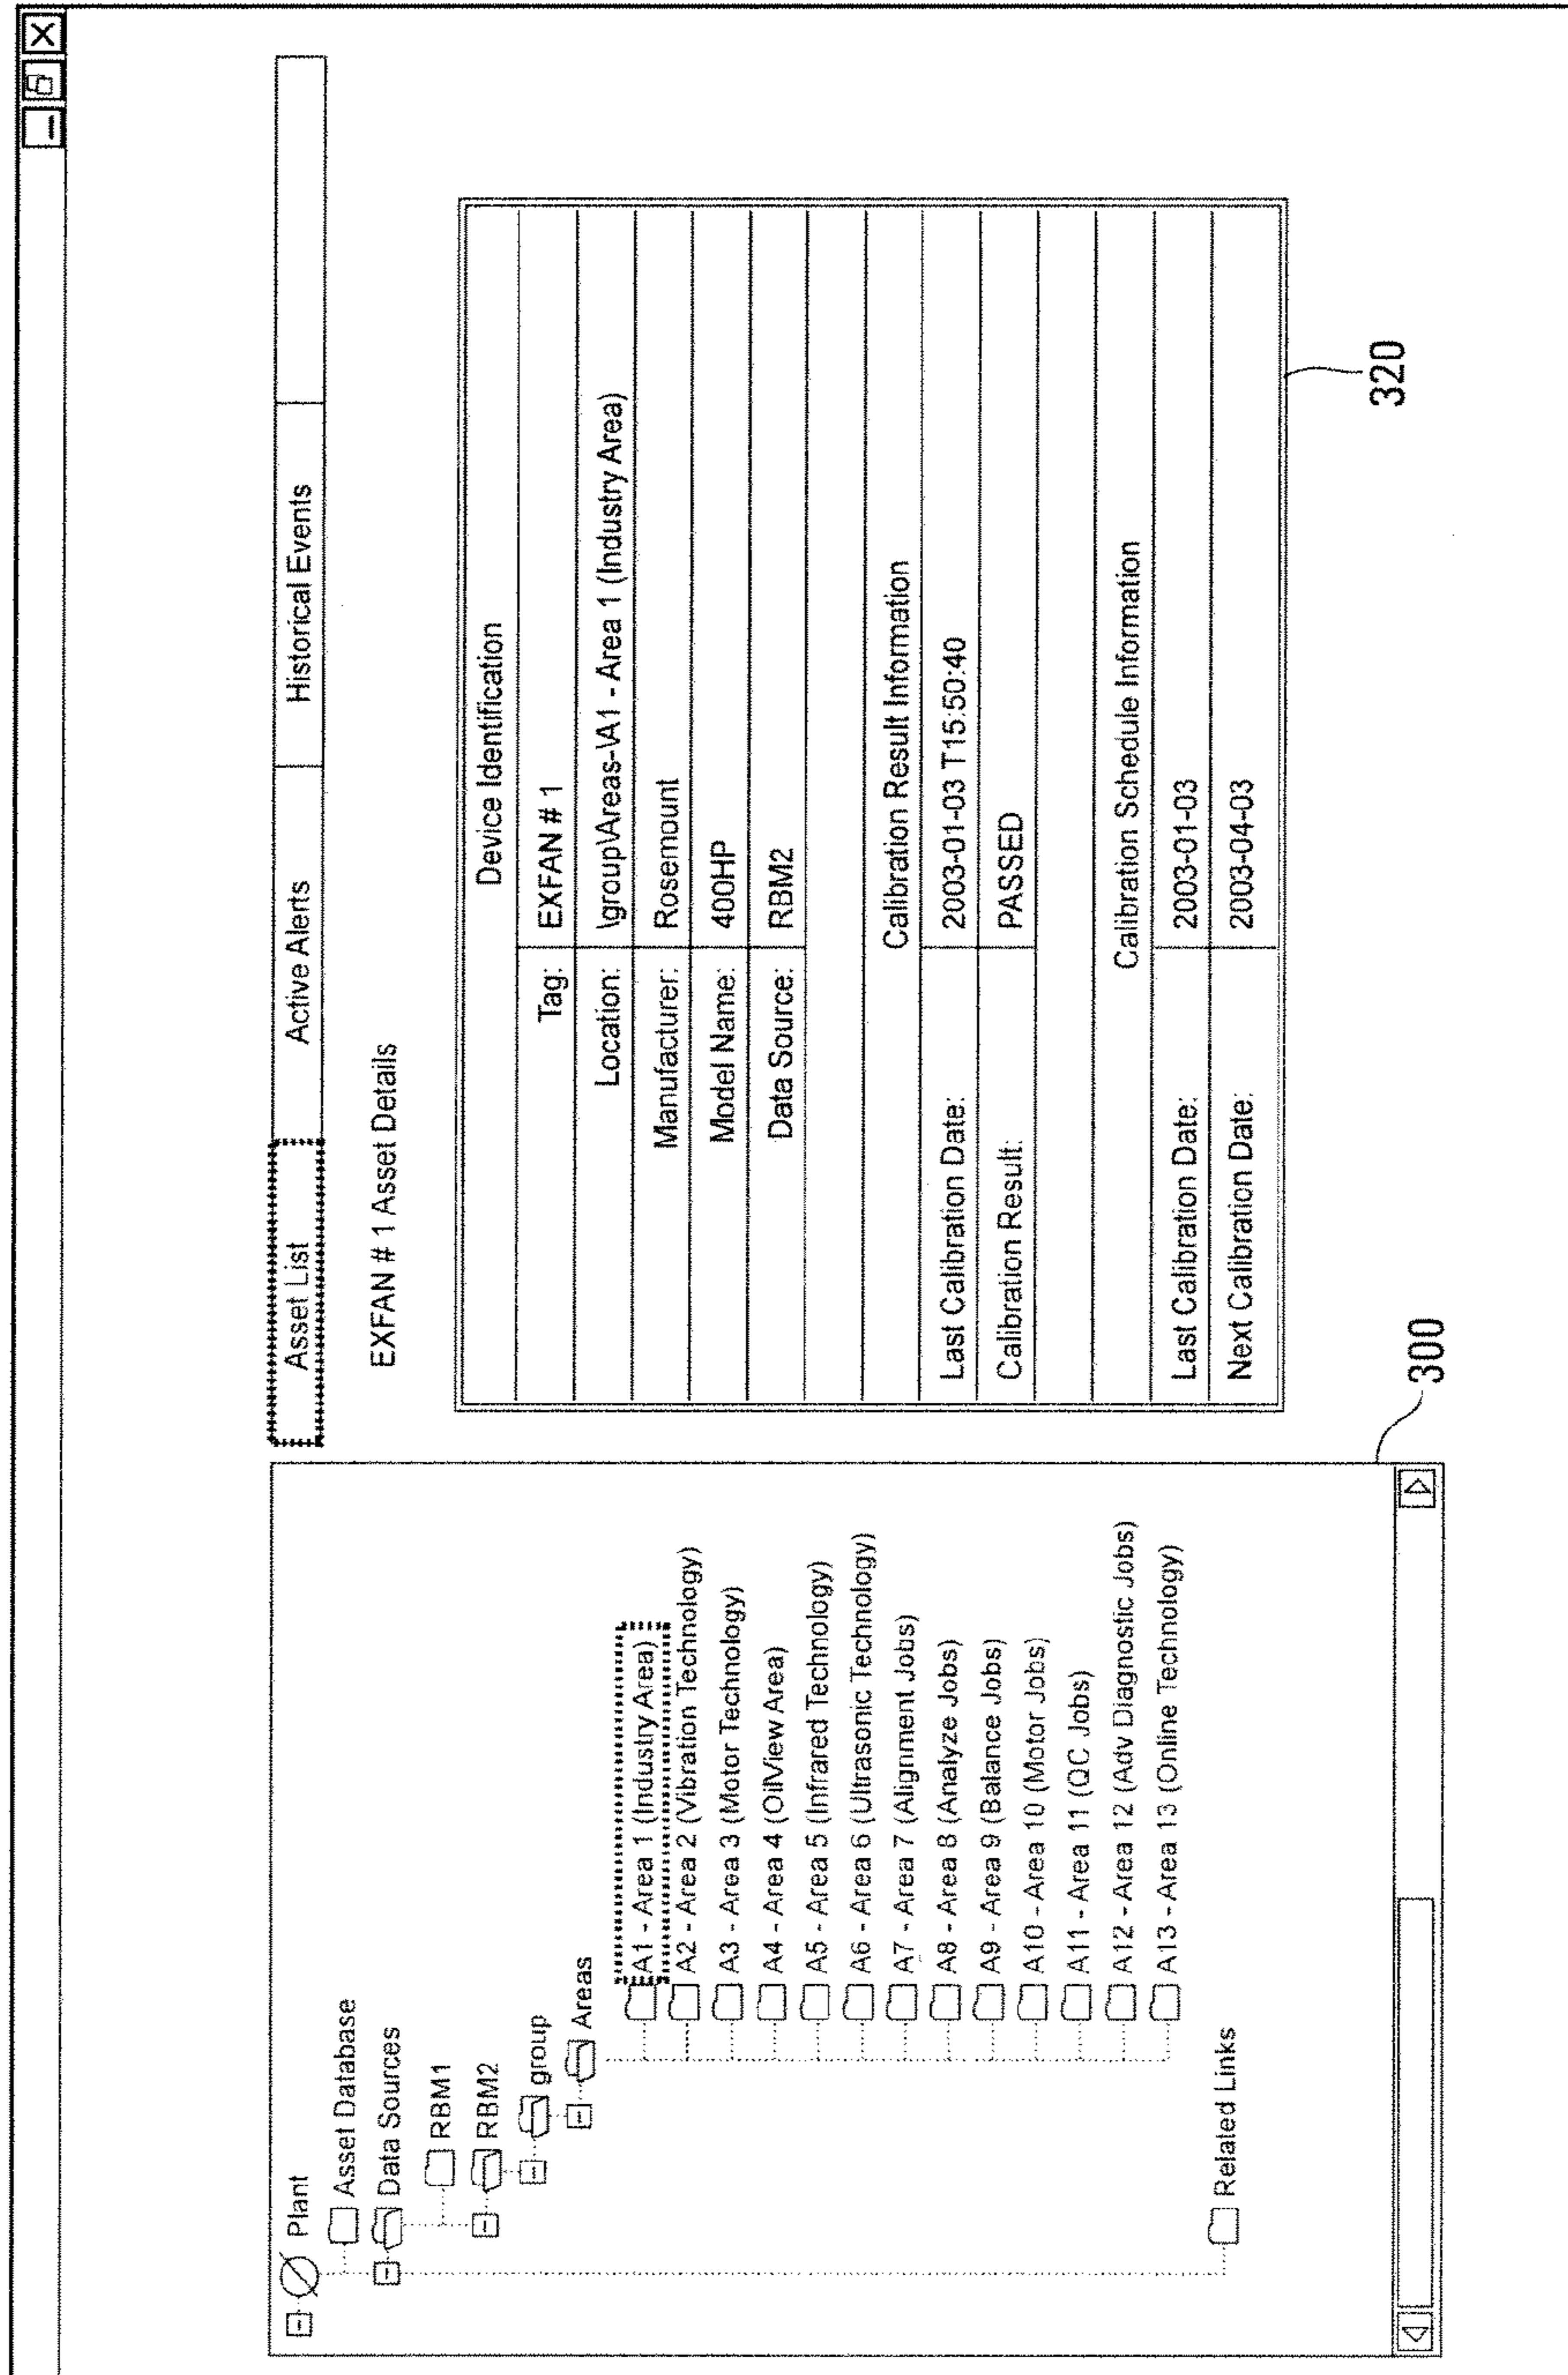 Plant
Asset Database
Data Sources
RBM1
RBM2
group
Areas
A1 - Area 1 (Industry Area)
A2 - Area 2 (Vibration Technology)
A3 - Area 3 (Motor Technology)
A4 - Area 4 (OilView Area)
A5 - Area 5 (Infrared Technology)
A6 - Area 6 (Ultrasonic Technology)
A7 - Area 7 (Alignment Jobs)
A8 - Area 8 (Analyze Jobs)
A9 - Area 9 (Balance Jobs)
A10 - Area 10 (Motor Jobs)
A11 - Area 11 (QC Jobs)
A12 - Area 12 (Adv Diagnostic Jobs)
A13 - Area 13 (Online Technology)
Related Links
300
Asset List Active Alerts Historical Events
EXFAN # 1 Asset Details
Device Identification
Tag: EXFAN # 1
Location: \group\Areas-\A1 - Area 1 (Industry Area)
Manufacturer: Rosemount
Model Name: 400HP
Data Source: RBM2
Calibration Result Information
Last Calibration Date: 2003-01-03 T15:50:40
Calibration Result: PASSED
Calibration Schedule Information
Last Calibration Date: 2003-01-03
Next Calibration Date: 2003-04-03
320